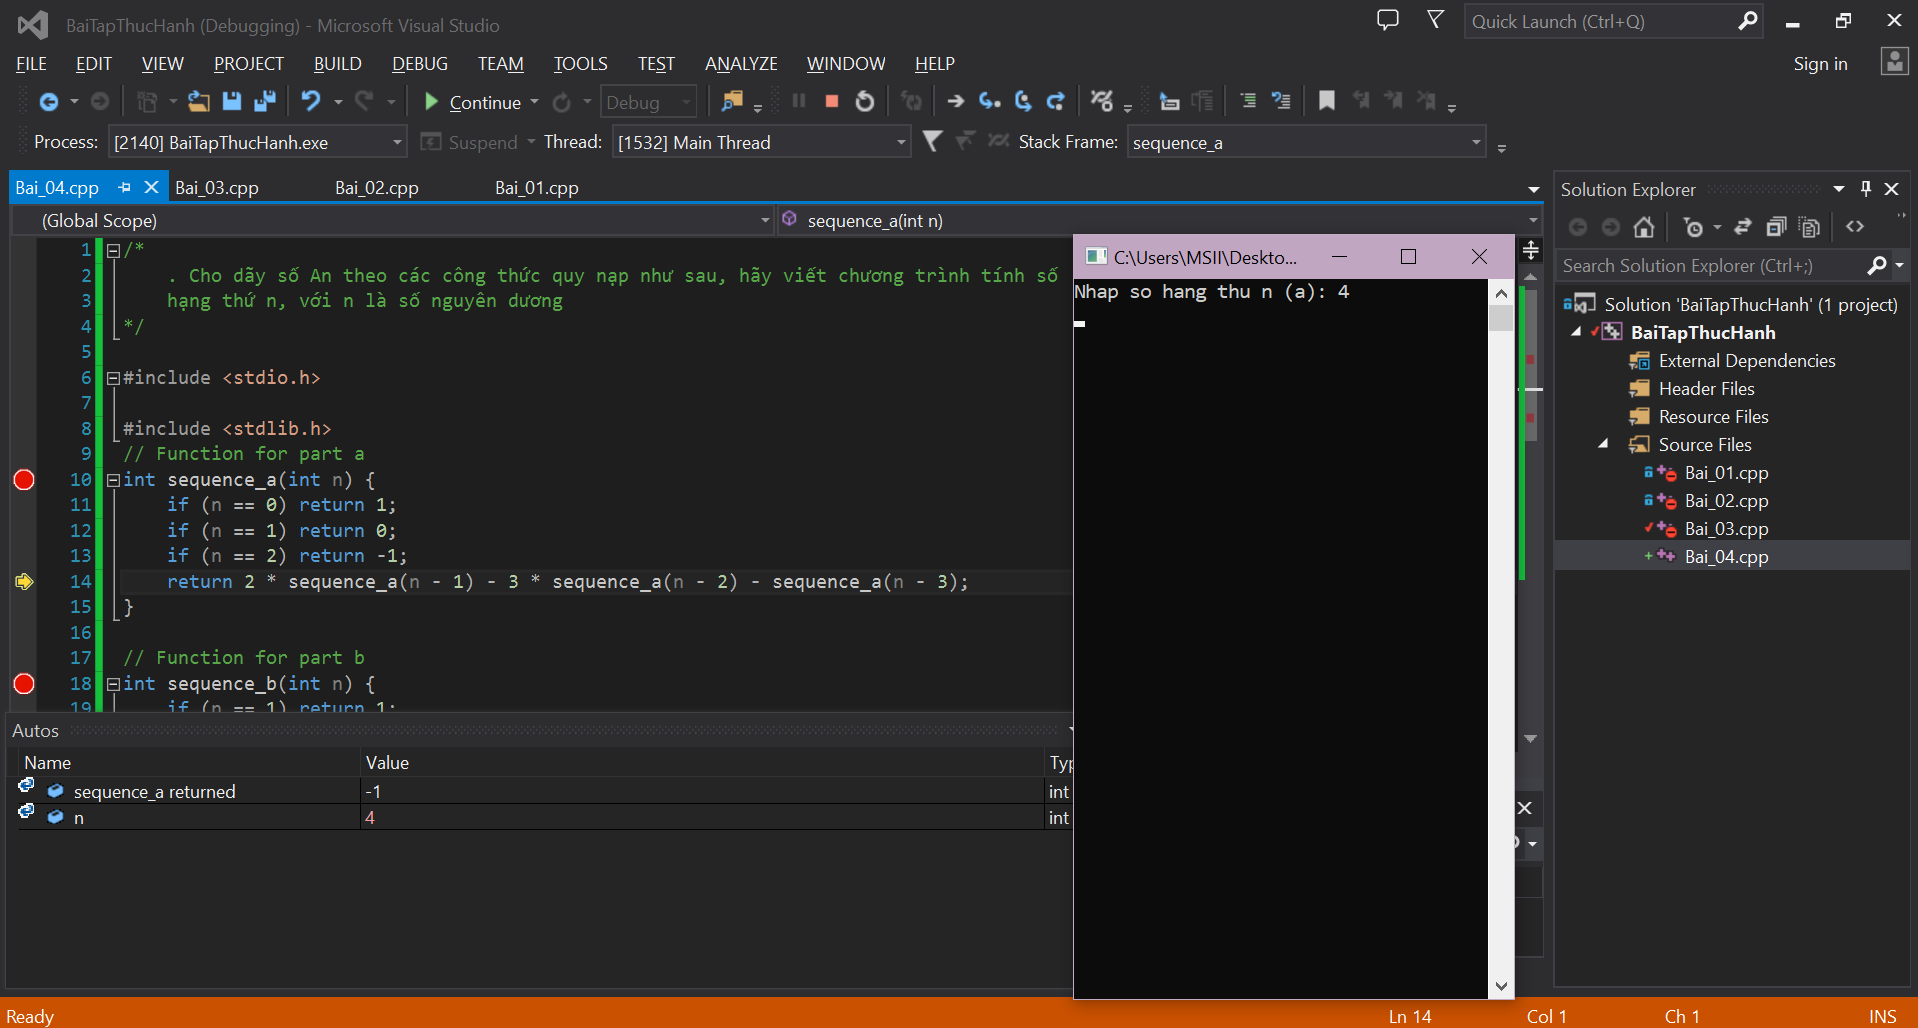 BaiTapThucHanh (Debugging) - Microsoft Visual Studio
Quick Launch (Ctrl+Q)
FILE EDIT VIEW PROJECT BUILD DEBUG TEAM TOOLS TEST ANALYZE WINDOW HELP
Sign in
Continue Debug
Process: [2140] BaiTapThucHanh.exe Suspend Thread: [1532] Main Thread Stack Frame: sequence_a
Bai_04.cpp Bai_03.cpp Bai_02.cpp Bai_01.cpp
(Global Scope) sequence_a(int n)
1 /*
2 . Cho dãy số An theo các công thức quy nạp như sau, hãy viết chương trình tính số
3 hạng thứ n, với n là số nguyên dương
4 */
5
6 #include <stdio.h>
7
8 #include <stdlib.h>
9 // Function for part a
10 int sequence_a(int n) {
11 if (n == 0) return 1;
12 if (n == 1) return 0;
13 if (n == 2) return -1;
14 return 2 * sequence_a(n - 1) - 3 * sequence_a(n - 2) - sequence_a(n - 3);
15 }
16
17 // Function for part b
18 int sequence_b(int n) {
19 if (n == 1) return 1;
C:\Users\MSII\Deskto...
Nhap so hang thu n (a): 4
Autos
Name Value Typ
sequence_a returned -1 int
n 4 int
Solution Explorer
Search Solution Explorer (Ctrl+;)
Solution 'BaiTapThucHanh' (1 project)
BaiTapThucHanh
External Dependencies
Header Files
Resource Files
Source Files
Bai_01.cpp
Bai_02.cpp
Bai_03.cpp
Bai_04.cpp
Ready Ln 14 Col 1 Ch 1 INS